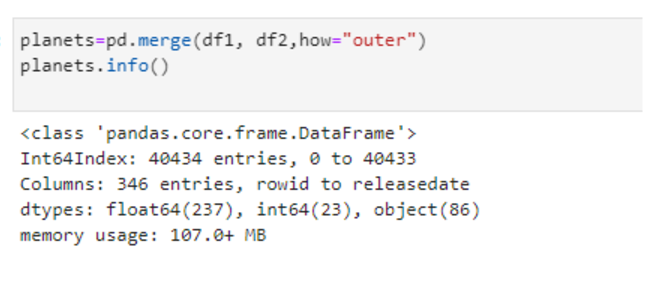 planets=pd.merge(df1, df2,how="outer")
planets.info()
<class 'pandas.core.frame.DataFrame'>
Int64Index: 40434 entries, 0 to 40433
Columns: 346 entries, rowid to releasedate
dtypes: float64(237), int64(23), object(86)
memory usage: 107.0+ MB